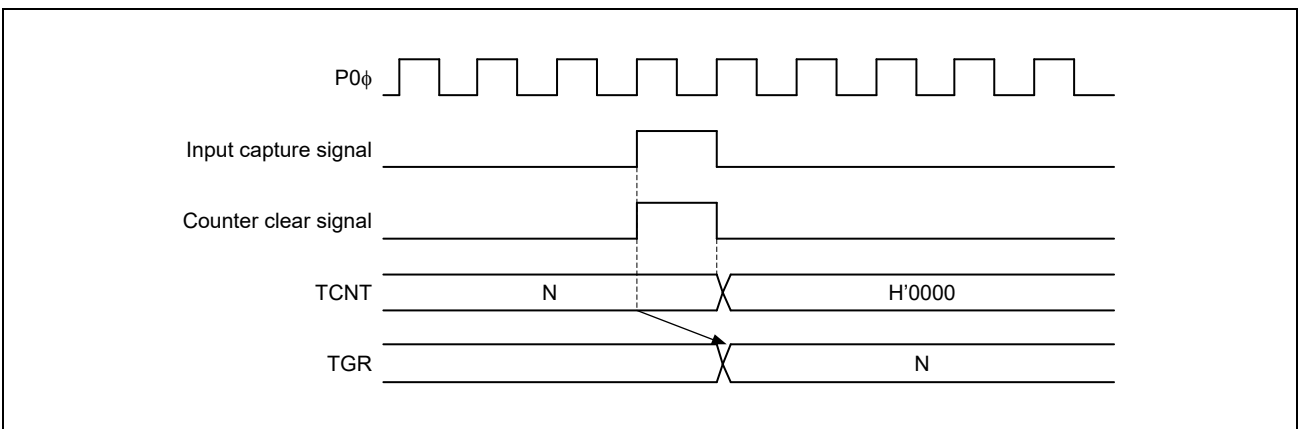 P0ϕ
Input capture signal
Counter clear signal
TCNT N H’0000
TGR N